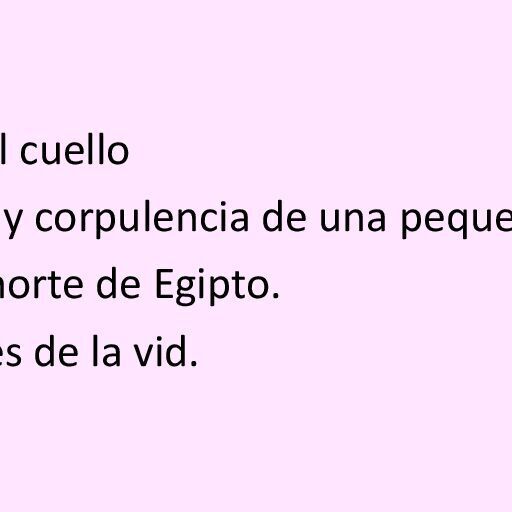 l cuello
y corpulencia de una peque
norte de Egipto.
es de la vid.